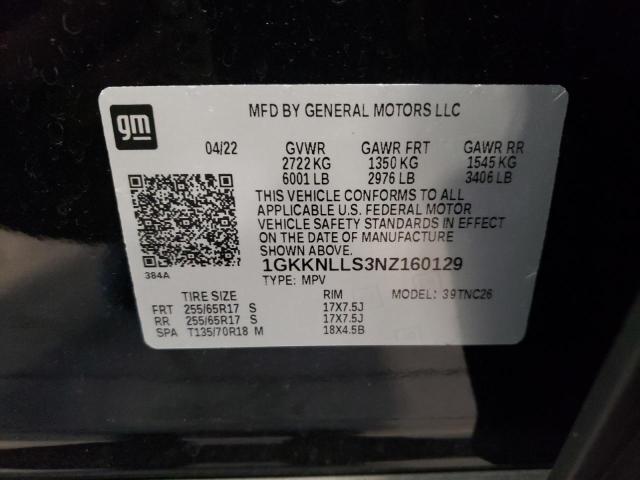 gm
MFD BY GENERAL MOTORS LLC
04/22 GVWR GAWR FRT GAWR RR
2722 KG 1350 KG 1545 KG
6001 LB 2976 LB 3406 LB
THIS VEHICLE CONFORMS TO ALL
APPLICABLE U.S. FEDERAL MOTOR
VEHICLE SAFETY STANDARDS IN EFFECT
ON THE DATE OF MANUFACTURE
SHOWN ABOVE.
384A
1GKKNLLS3NZ160129
TYPE: MPV
TIRE SIZE RIM MODEL: 39TNC26
FRT 255/65R17 S 17X7.5J
RR 255/65R17 S 17X7.5J
SPA T135/70R18 M 18X4.5B